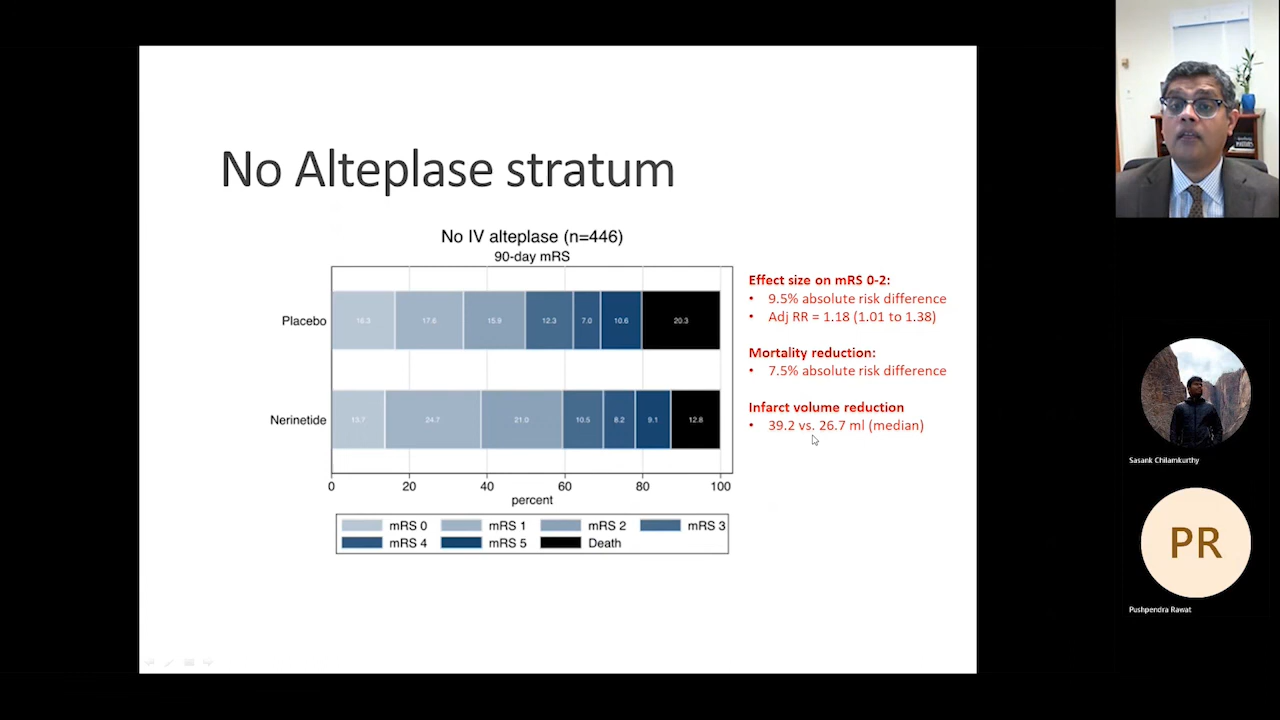 No Alteplase stratum
No IV alteplase (n=446)
90-day mRS
Placebo
16.3 17.6 15.9 12.3 7.0 10.6 20.3
Nerinetide
13.7 24.7 21.0 10.5 8.2 9.1 12.8
0 20 40 60 80 100
percent
mRS 0 mRS 1 mRS 2 mRS 3
mRS 4 mRS 5 Death
Effect size on mRS 0-2:
• 9.5% absolute risk difference
• Adj RR = 1.18 (1.01 to 1.38)
Mortality reduction:
• 7.5% absolute risk difference
Infarct volume reduction
• 39.2 vs. 26.7 ml (median)
Sasank Chilamkurthy
PR
Pushpendra Rawat